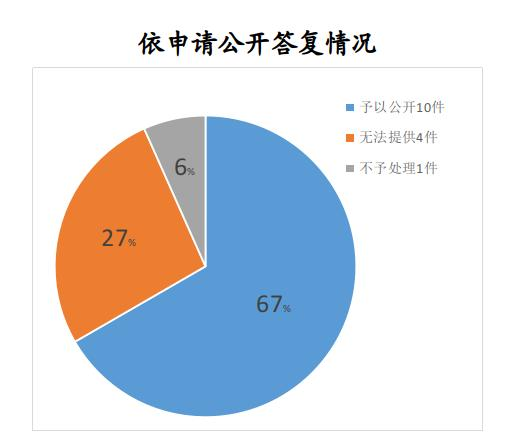 依申请公开答复情况
予以公开10件
无法提供4件
不予处理1件
6%
27%
67%